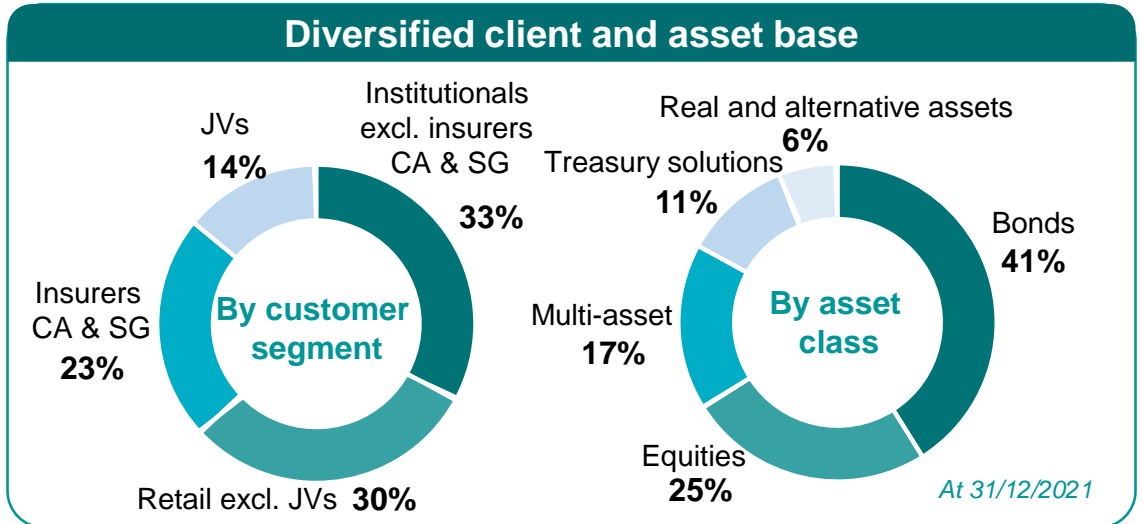 Diversified client and asset base
Institutionals
excl. insurers
CA & SG
33%
JVs
14%
Insurers
CA & SG
23%
By customer
segment
Retail excl. JVs 30%
Real and alternative assets
6%
Treasury solutions
11%
Bonds
41%
Multi-asset
17%
By asset
class
Equities
25%
At 31/12/2021